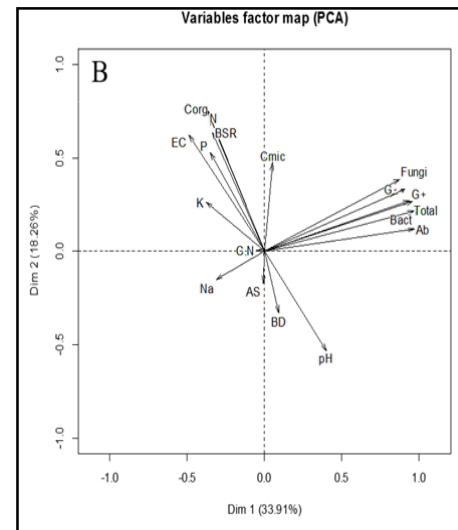 Variables factor map (PCA)
B
Corg
N
BSR
EC
P
Cmic
Fungi
G-
G+
K
Total
Bact
Ab
C:N
Na
AS
BD
pH
Dim 2 (18.26%)
1.0
0.5
0.0
-0.5
-1.0
-1.0
-0.5
0.0
0.5
1.0
Dim 1 (33.91%)